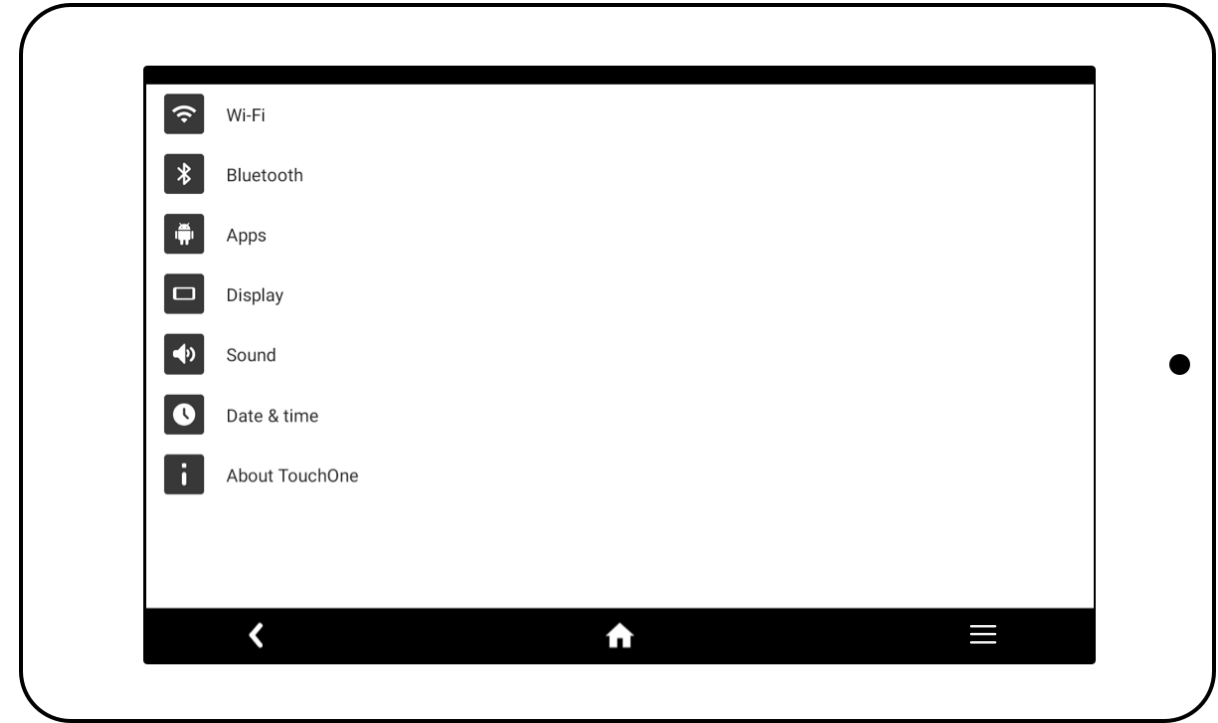 Wi-Fi
Bluetooth
Apps
Display
Sound
Date & time
About TouchOne